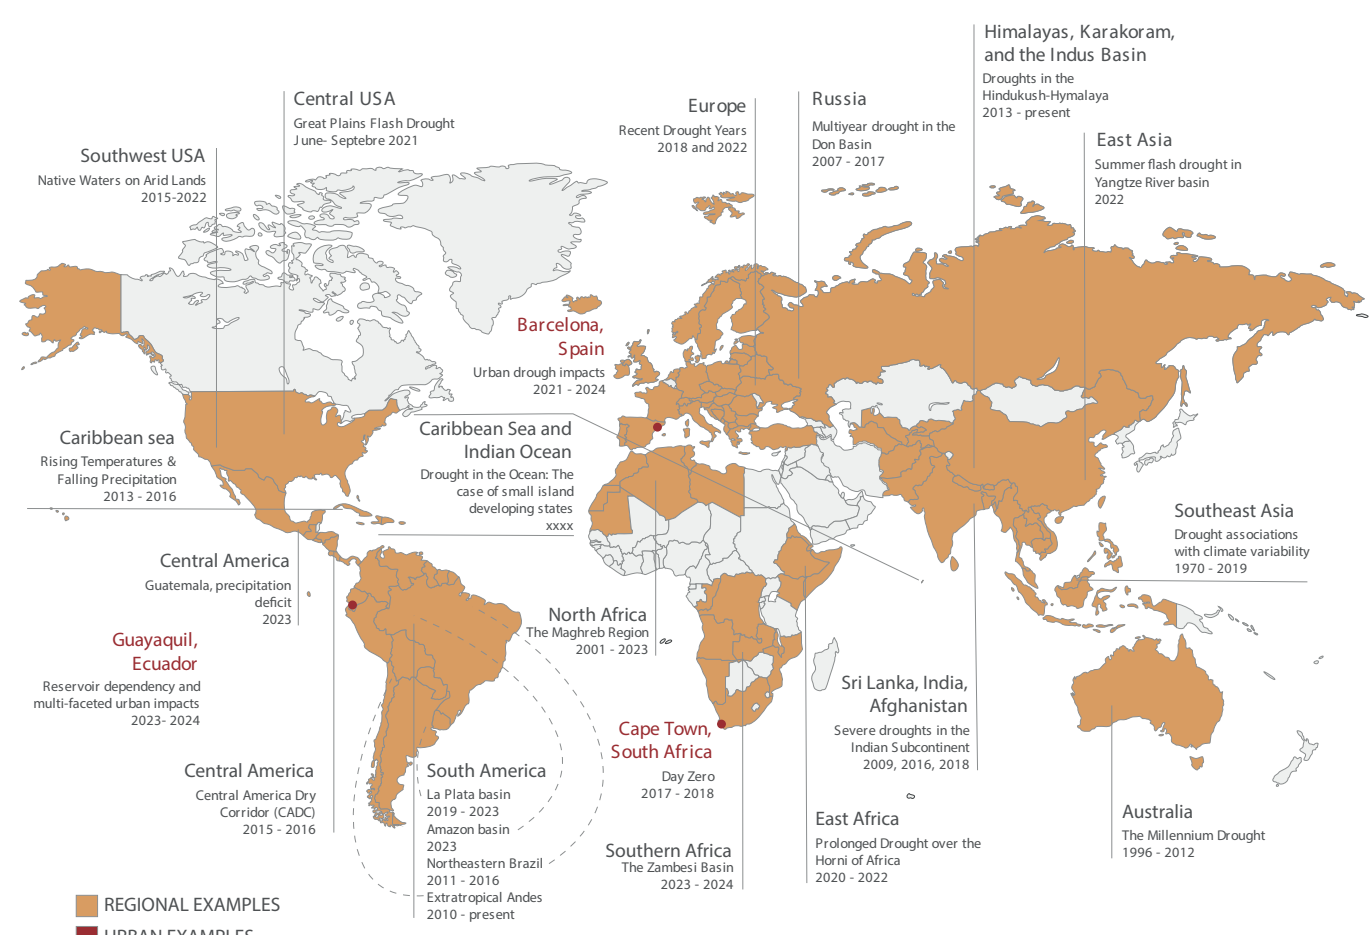 Himalayas, Karakoram,
and the Indus Basin
Droughts in the
Hindukush-Hymalaya
2013 - present
Central USA
Great Plains Flash Drought
June- Septebre 2021
Europe
Recent Drought Years
2018 and 2022
Russia
Multiyear drought in the
Don Basin
2007 - 2017
East Asia
Summer flash drought in
Yangtze River basin
2022
Southwest USA
Native Waters on Arid Lands
2015-2022
Barcelona,
Spain
Urban drough impacts
2021 - 2024
Caribbean sea
Rising Temperatures &
Falling Precipitation
2013 - 2016
Caribbean Sea and
Indian Ocean
Drought in the Ocean: The
case of small island
developing states
xxxx
Southeast Asia
Drought associations
with climate variability
1970 - 2019
Central America
Guatemala, precipitation
deficit
2023
North Africa
The Maghreb Region
2001 - 2023
Guayaquil,
Ecuador
Reservoir dependency and
multi-faceted urban impacts
2023- 2024
Sri Lanka, India,
Afghanistan
Severe droughts in the
Indian Subcontinent
2009, 2016, 2018
Cape Town,
South Africa
Day Zero
2017 - 2018
Central America
Central America Dry
Corridor (CADC)
2015 - 2016
South America
La Plata basin
2019 - 2023
Amazon basin
2023
Northeastern Brazil
2011 - 2016
Extratropical Andes
2010 - present
Southern Africa
The Zambesi Basin
2023 - 2024
East Africa
Prolonged Drought over the
Horni of Africa
2020 - 2022
Australia
The Millennium Drought
1996 - 2012
REGIONAL EXAMPLES
URBAN EXAMPLES